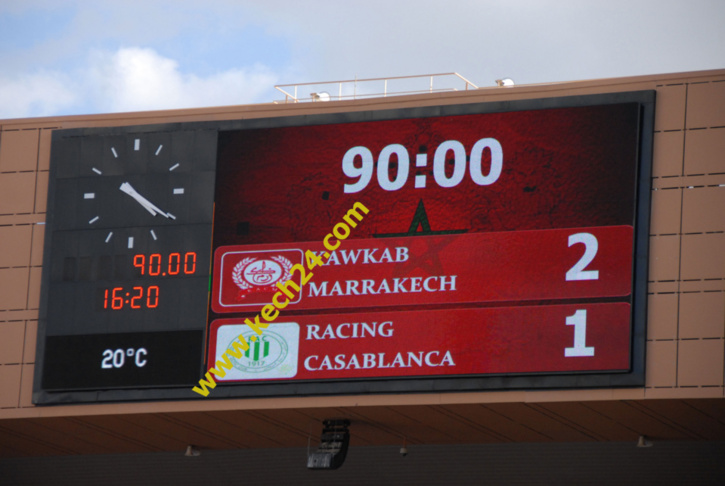 90:00
90.00
16:20
20°C
KAWKAB
MARRAKECH
2
RACING
CASABLANCA
1
www.kech24.com